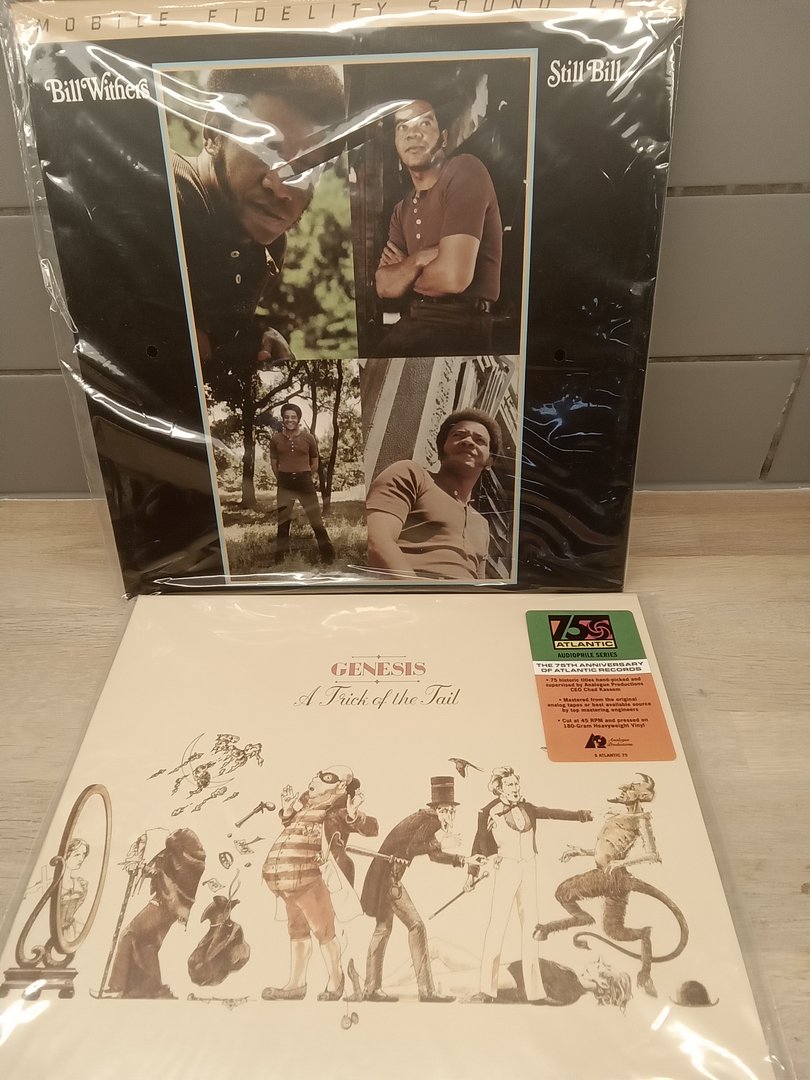 MOBILE FIDELITY SOUND LA
Bill Withers
Still Bill
GENESIS
A Trick of the Tail
75
ATLANTIC
AUDIOPHILE SERIES
THE 75TH ANNIVERSARY
OF ATLANTIC RECORDS
• 75 historic titles hand-picked and
supervised by Analogue Productions
CEO Chad Kassem
• Mastered from the original
analog tapes or best available source
by top mastering engineers
• Cut at 45 RPM and pressed on
180-Gram Heavyweight Vinyl
Analogue
Productions
S ATLANTIC 75